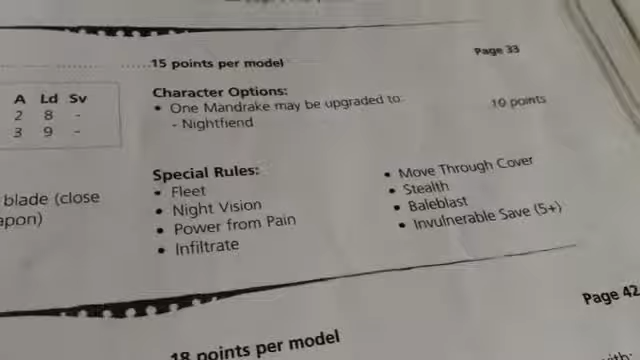 15 points per model
Page 33
A Ld Sv
2 8 -
3 9 -
Character Options:
• One Mandrake may be upgraded to:
- Nightfiend
10 points
blade (close
apon)
Special Rules:
• Fleet
• Night Vision
• Power from Pain
• Infiltrate
• Move Through Cover
• Stealth
• Baleblast
• Invulnerable Save (5+)
18 points per model
Page 42
with: